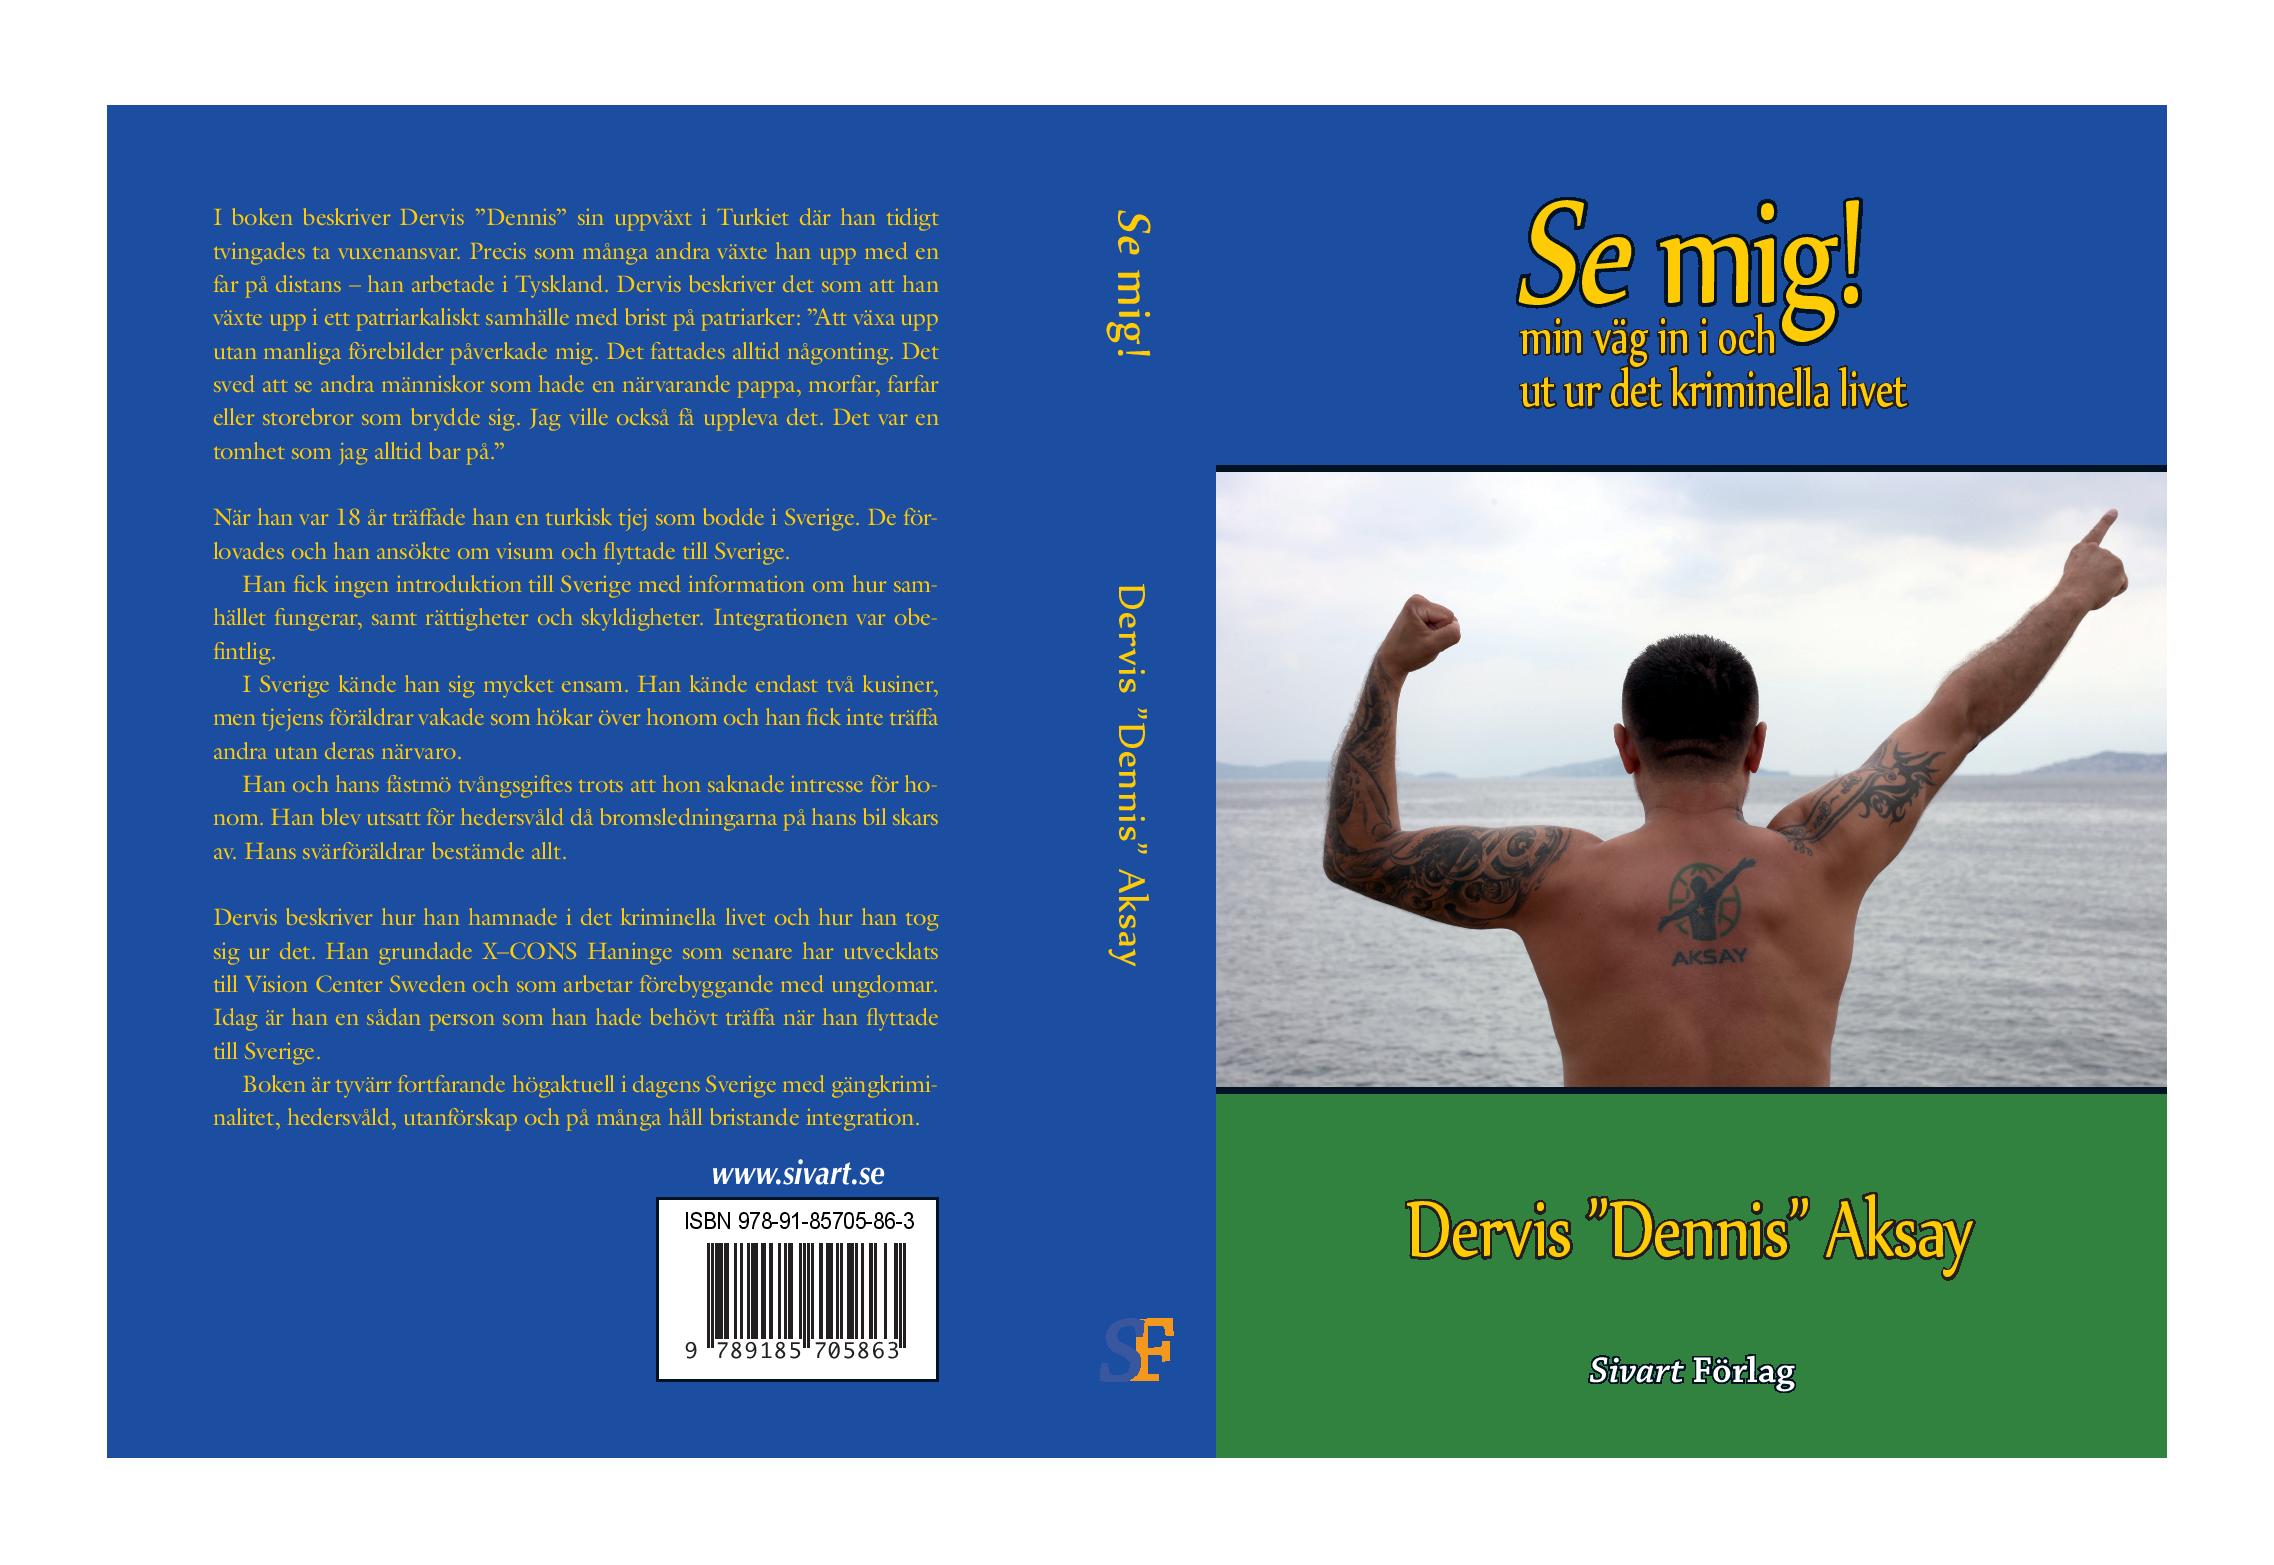 I boken beskriver Dervis ”Dennis” sin uppväxt i Turkiet där han tidigt
tvingades ta vuxenansvar. Precis som många andra växte han upp med en
far på distans – han arbetade i Tyskland. Dervis beskriver det som att han
växte upp i ett patriarkaliskt samhälle med brist på patriarker: ”Att växa upp
utan manliga förebilder påverkade mig. Det fattades alltid någonting. Det
sved att se andra människor som hade en närvarande pappa, morfar, farfar
eller storebror som brydde sig. Jag ville också få uppleva det. Det var en
tomhet som jag alltid bar på.”
När han var 18 år träffade han en turkisk tjej som bodde i Sverige. De för-
lovades och han ansökte om visum och flyttade till Sverige.
Han fick ingen introduktion till Sverige med information om hur sam-
hället fungerar, samt rättigheter och skyldigheter. Integrationen var obe-
fintlig.
I Sverige kände han sig mycket ensam. Han kände endast två kusiner,
men tjejens föräldrar vakade som hökar över honom och han fick inte träffa
andra utan deras närvaro.
Han och hans fästmö tvångsgiftes trots att hon saknade intresse för ho-
nom. Han blev utsatt för hedersvåld då bromsledningarna på hans bil skars
av. Hans svärföräldrar bestämde allt.
Dervis beskriver hur han hamnade i det kriminella livet och hur han tog
sig ur det. Han grundade X–CONS Haninge som senare har utvecklats
till Vision Center Sweden och som arbetar förebyggande med ungdomar.
Idag är han en sådan person som han hade behövt träffa när han flyttade
till Sverige.
Boken är tyvärr fortfarande högaktuell i dagens Sverige med gängkrimi-
nalitet, hedersvåld, utanförskap och på många håll bristande integration.
www.sivart.se
ISBN 978-91-85705-86-3
9 789185 705863
Se mig!
Dervis ”Dennis” Aksay
SF
Se mig!
min väg in i och
ut ur det kriminella livet
AKSAY
Dervis ”Dennis” Aksay
Sivart Förlag